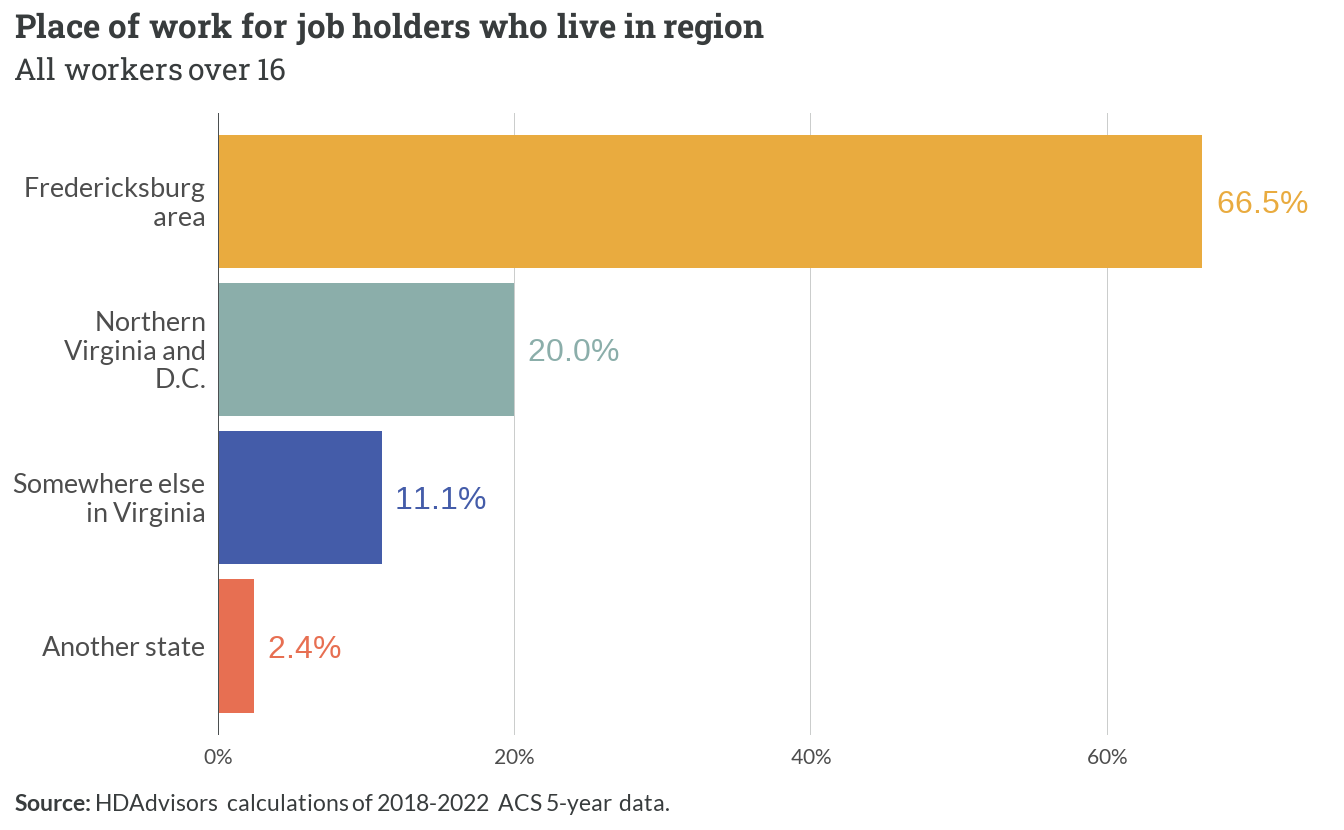 Place of work for job holders who live in region
All workers over 16
Fredericksburg
area
66.5%
Northern
Virginia and
D.C.
20.0%
Somewhere else
in Virginia
11.1%
Another state
2.4%
0%
20%
40%
60%
Source: HDAdvisors calculations of 2018-2022 ACS 5-year data.